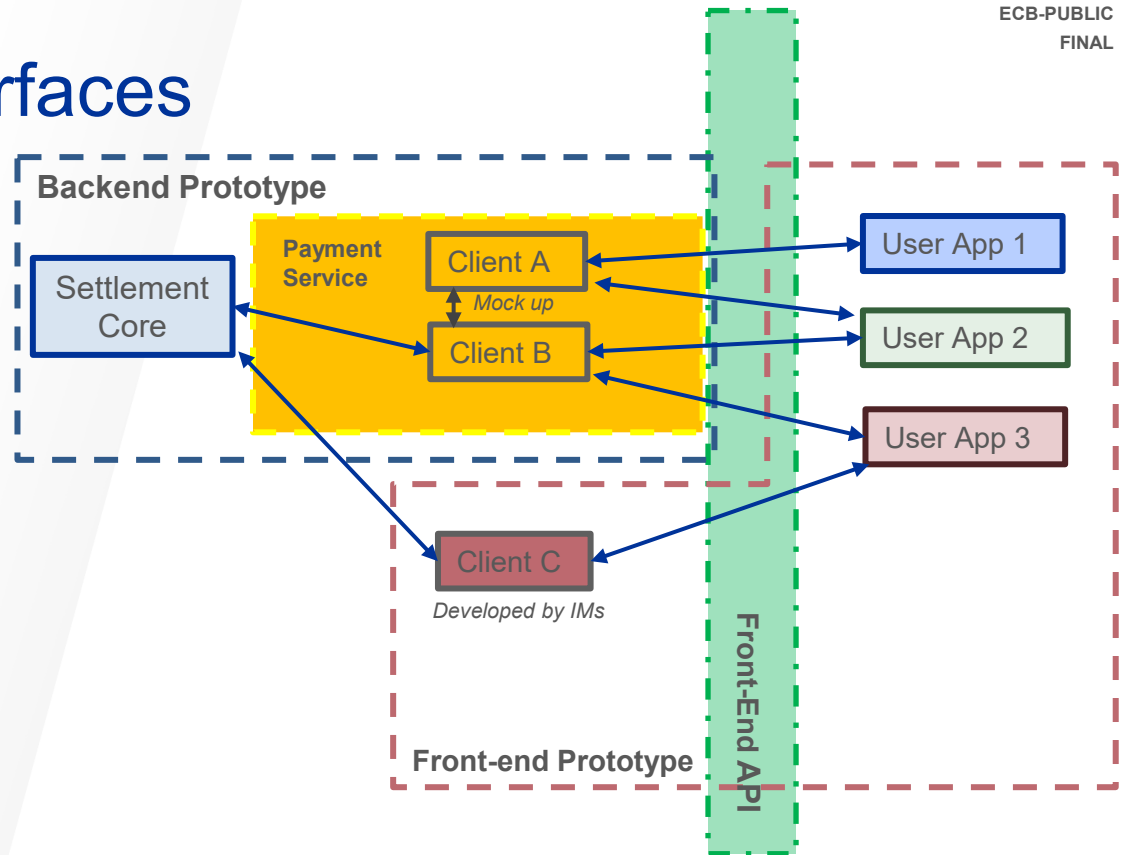 ECB-PUBLIC
FINAL
rfaces
Backend Prototype
Payment
Service
Client A
User App 1
Settlement
Core
Mock up
Client B
User App 2
User App 3
Client C
Developed by IMs
Front-End API
Front-end Prototype